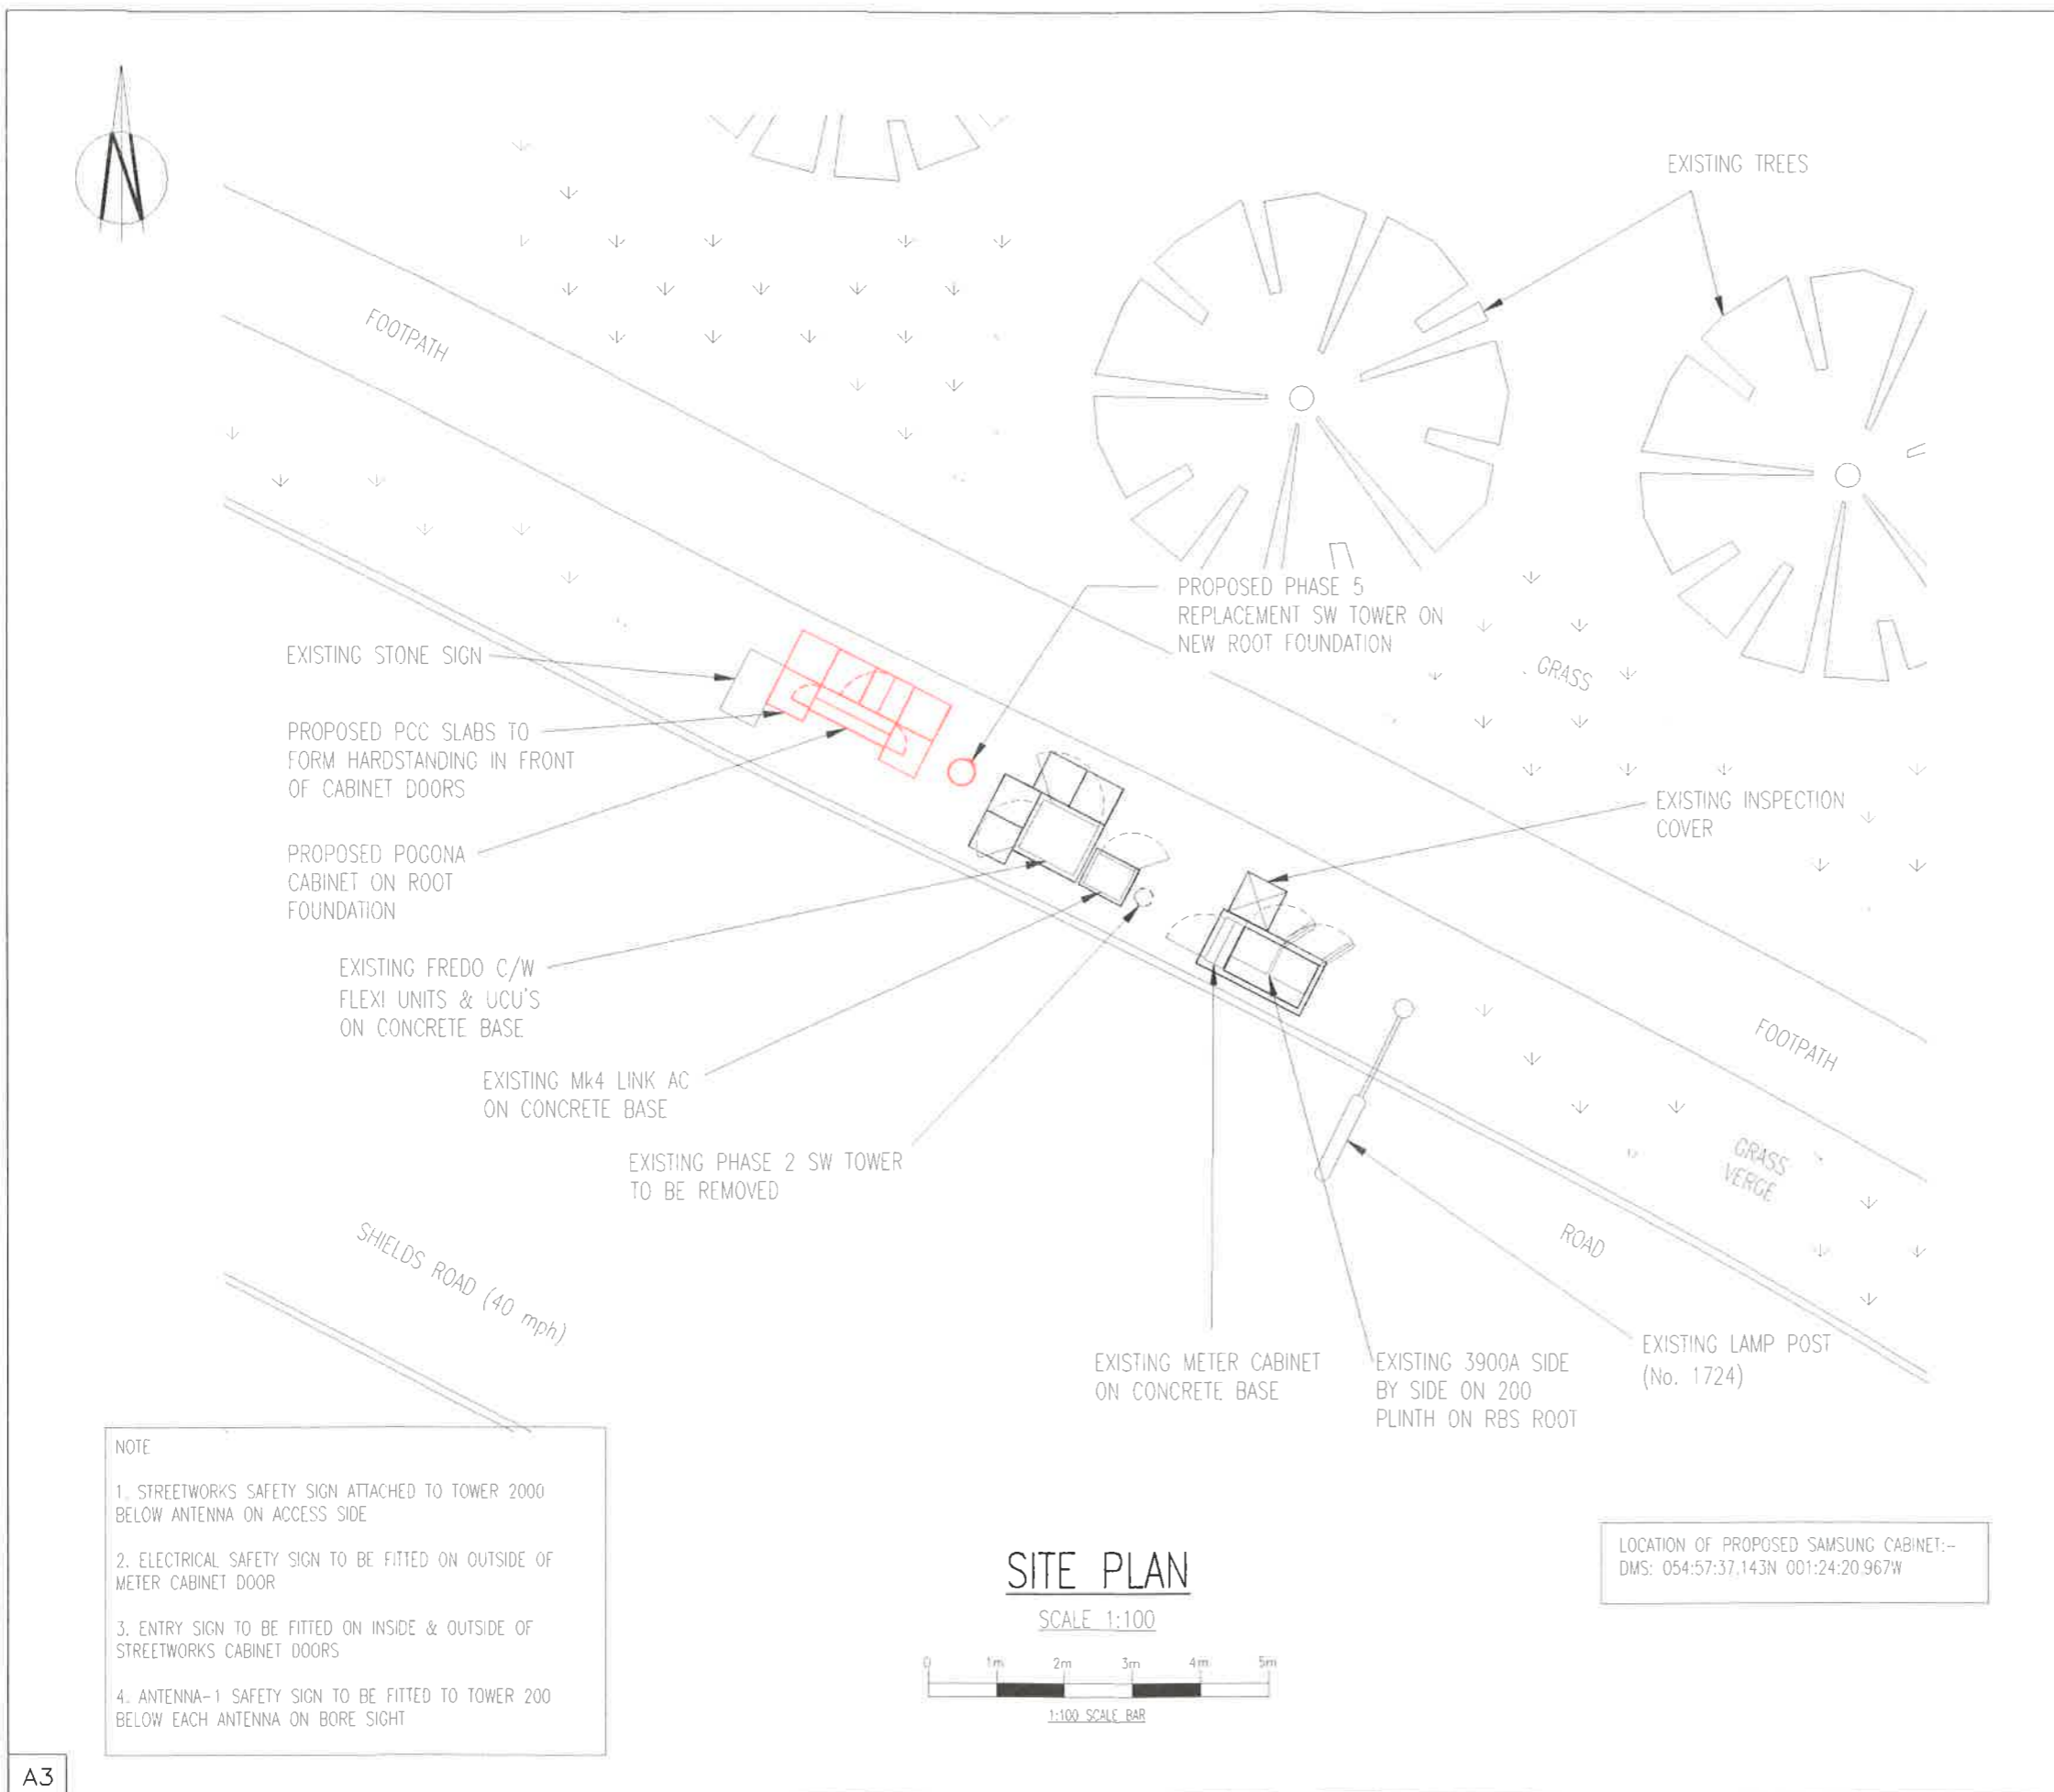 N
EXISTING TREES
FOOTPATH
PROPOSED PHASE 5
REPLACEMENT SW TOWER ON
NEW ROOT FOUNDATION
GRASS
EXISTING STONE SIGN
PROPOSED PCC SLABS TO
FORM HARDSTANDING IN FRONT
OF CABINET DOORS
EXISTING INSPECTION
COVER
PROPOSED POGONA
CABINET ON ROOT
FOUNDATION
EXISTING FREDO C/W
FLEXI UNITS & UCU'S
ON CONCRETE BASE
FOOTPATH
EXISTING Mk4 LINK AC
ON CONCRETE BASE
EXISTING PHASE 2 SW TOWER
TO BE REMOVED
GRASS
VERGE
ROAD
SHIELDS ROAD (40 mph)
EXISTING METER CABINET
ON CONCRETE BASE
EXISTING 3900A SIDE
BY SIDE ON 200
PLINTH ON RBS ROOT
EXISTING LAMP POST
(No. 1724)
NOTE
1. STREETWORKS SAFETY SIGN ATTACHED TO TOWER 2000
BELOW ANTENNA ON ACCESS SIDE
2. ELECTRICAL SAFETY SIGN TO BE FITTED ON OUTSIDE OF
METER CABINET DOOR
3. ENTRY SIGN TO BE FITTED ON INSIDE & OUTSIDE OF
STREETWORKS CABINET DOORS
4. ANTENNA-1 SAFETY SIGN TO BE FITTED TO TOWER 200
BELOW EACH ANTENNA ON BORE SIGHT
SITE PLAN
SCALE 1:100
0 1m 2m 3m 4m 5m
1:100 SCALE BAR
LOCATION OF PROPOSED SAMSUNG CABINET:-
DMS: 054:57:37.143N 001:24:20.967W
A3